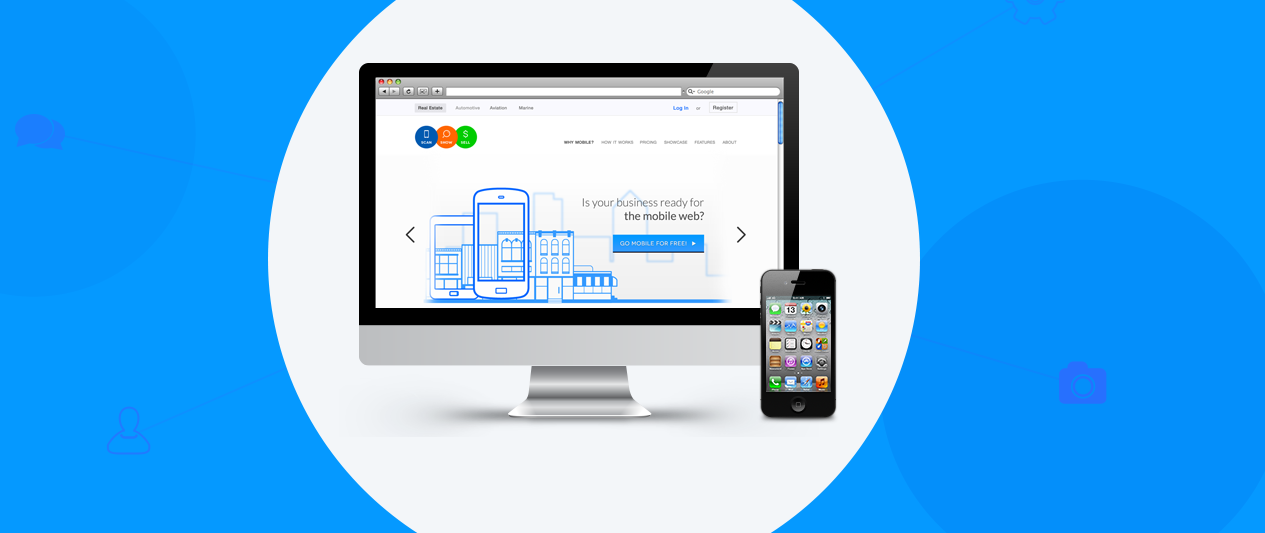 Google
Real Estate Automotive Aviation Marine
Log In or Register
SCAN SHOW SELL
WHY MOBILE? HOW IT WORKS PRICING SHOWCASE FEATURES ABOUT
Is your business ready for
the mobile web?
GO MOBILE FOR FREE!
13